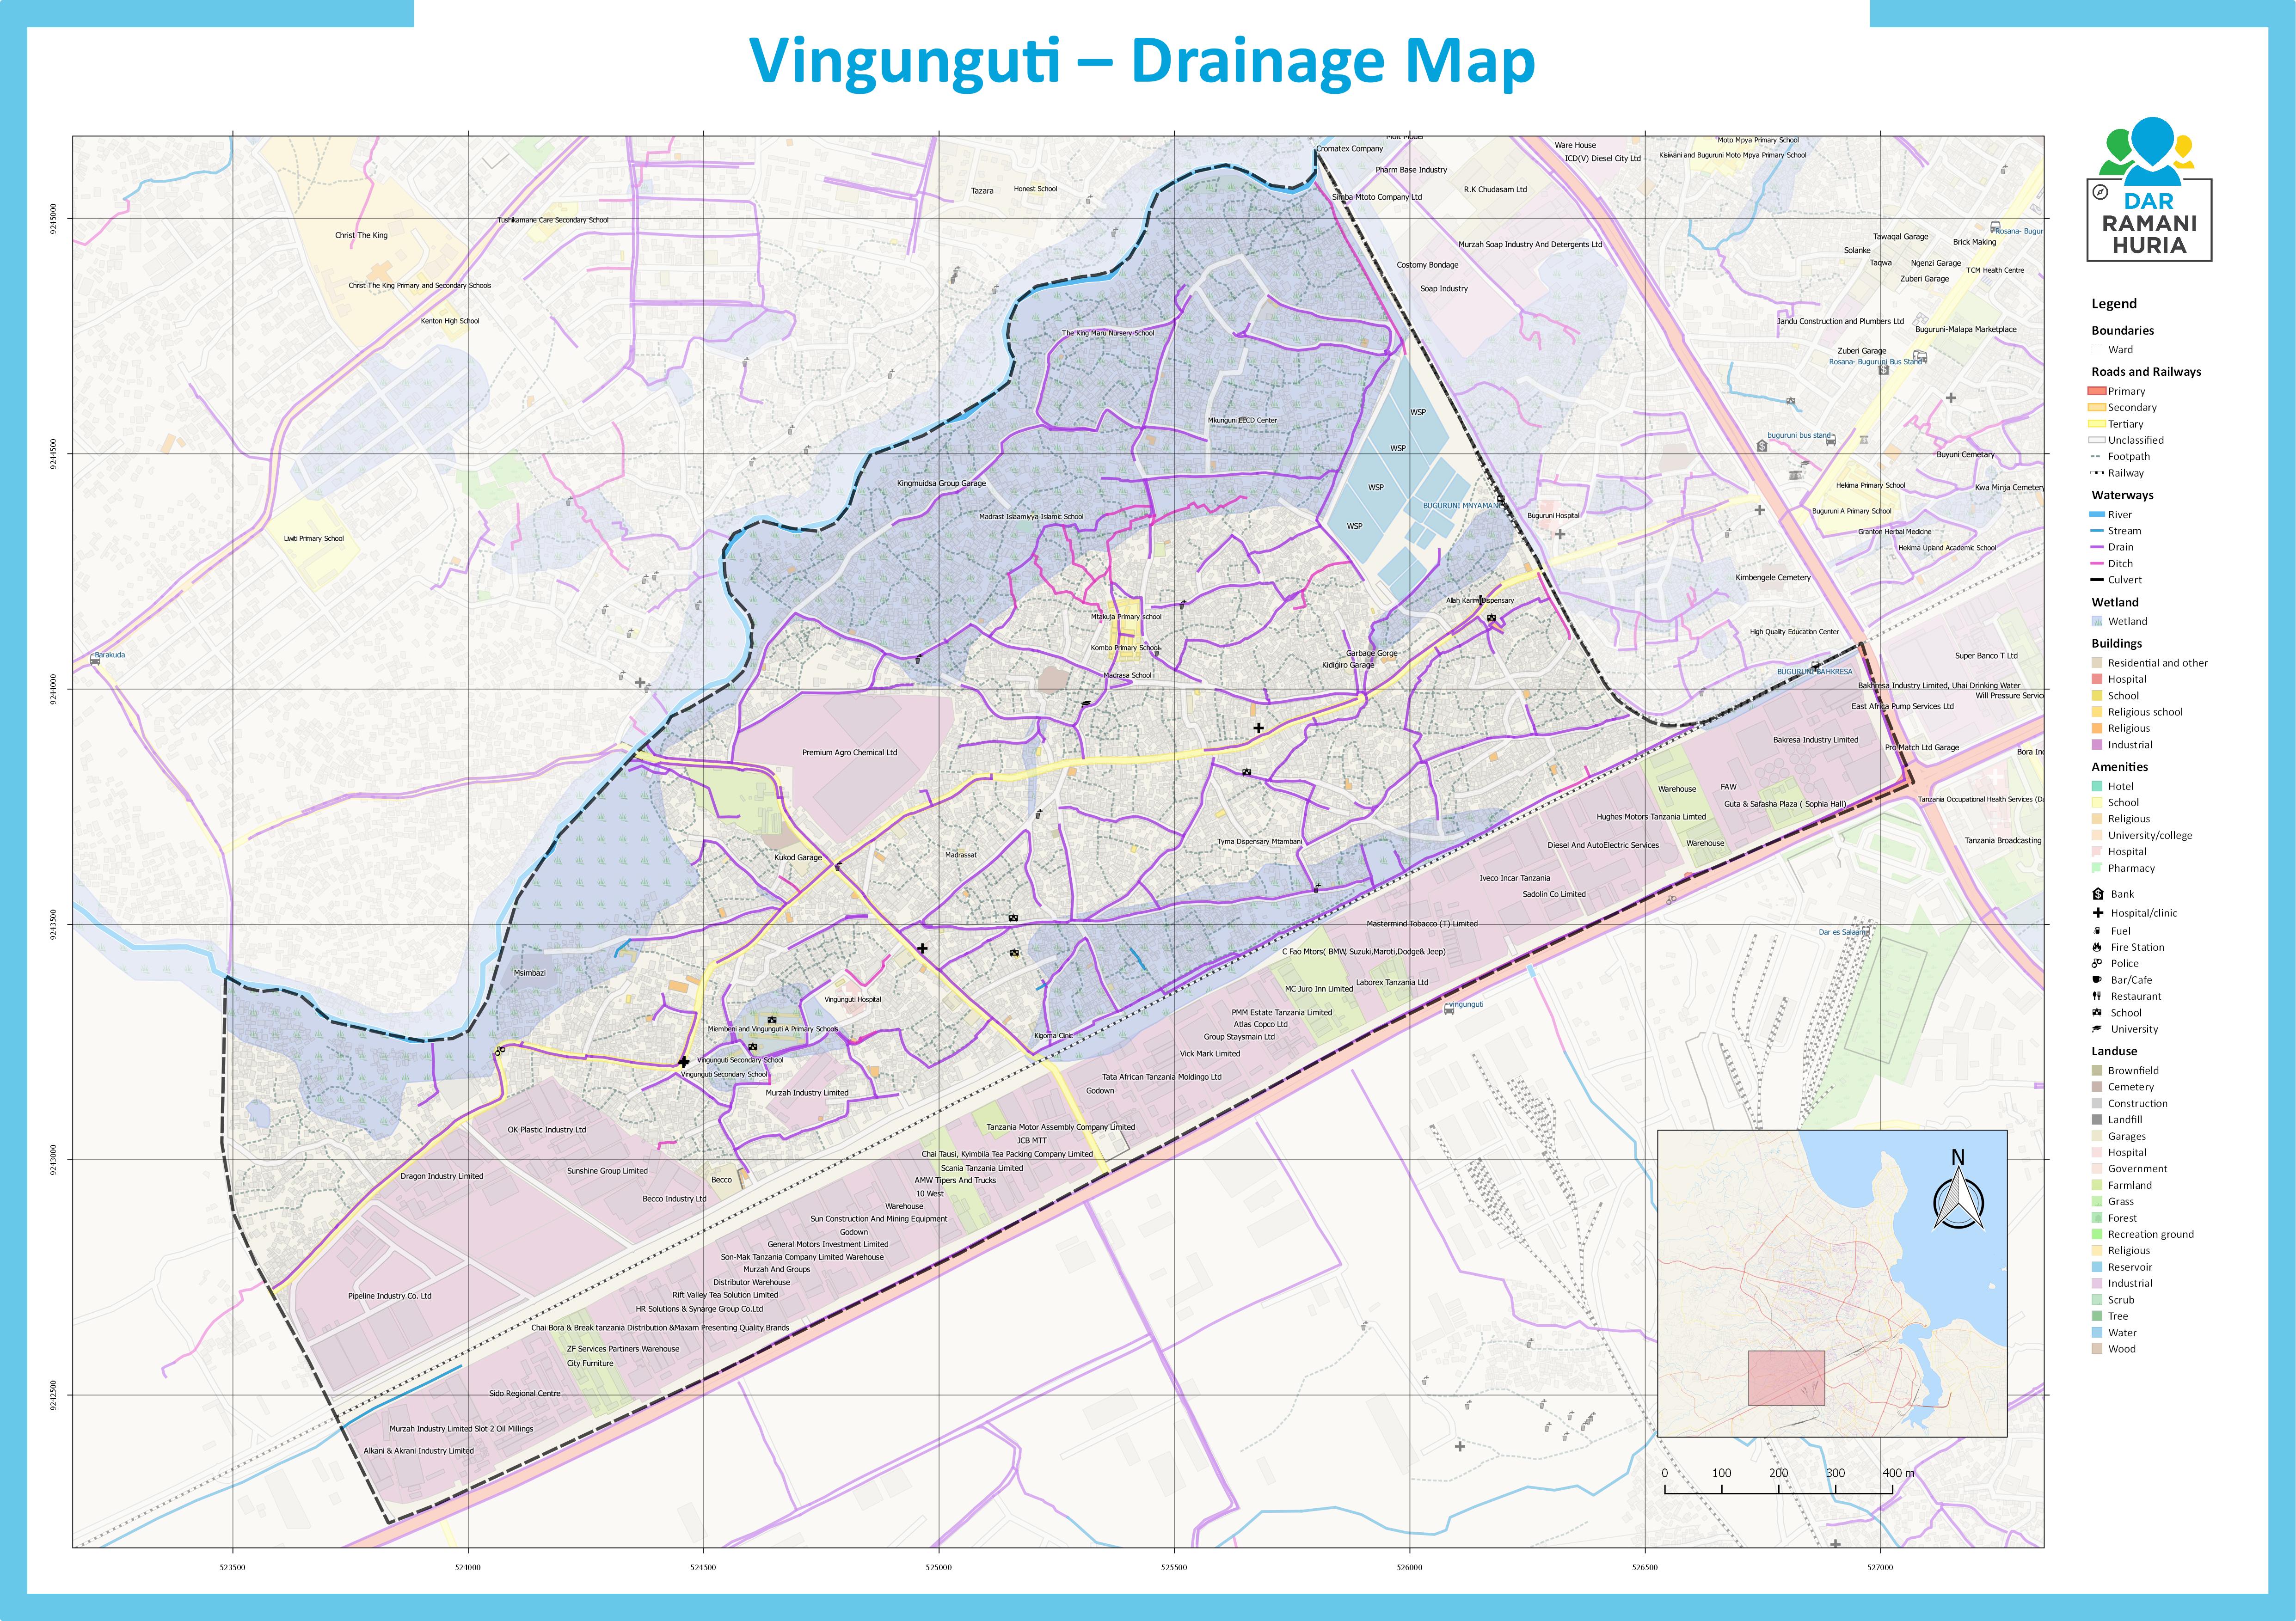 Vingunguti – Drainage Map
Cromatex Company
Pharm Base Industry
R.K Chudasam Ltd
Simba Mtoto Company Ltd
Ware House
ICD(V) Diesel City Ltd
Moto Mpya Primary School
Kisiwani and Buguruni Moto Mpya Primary School
Tazara
Honest School
Tushikamane Care Secondary School
Christ The King
Christ The King Primary and Secondary Schools
Kenton High School
Murzah Soap Industry And Detergents Ltd
Costomy Bondage
Soap Industry
Tawaqal Garage
Brick Making
Solanke
Taqwa
Ngenzi Garage
TCM Health Centre
Zuberi Garage
Jandu Construction and Plumbers Ltd
Buguruni-Malapa Marketplace
Zuberi Garage
Rosana- Buguruni Bus Stand
The King Maru Nursery School
Mkunguni ECD Center
WSP
WSP
WSP
WSP
buguruni bus stand
Buyuni Cemetary
Kingmuidsa Group Garage
Madrast Islaamiyya Islamic School
BUGURUNI MNYAMANI
Buguruni Hospital
Hekima Primary School
Kwa Minja Cemetery
Buguruni A Primary School
Granton Herbal Medicine
Hekima Upland Academic School
Liwiti Primary School
Kimbengele Cemetery
Allah Karim Dispensary
Mtakuja Primary school
Kombo Primary School
Garbage Gorge
Kidigiro Garage
Madrasa School
High Quality Education Center
BUGURUNI BAKHRESA
Super Banco T Ltd
Bakhresa Industry Limited, Uhai Drinking Water
Will Pressure Service
East Africa Pump Services Ltd
Barakuda
Premium Agro Chemical Ltd
Bakresa Industry Limited
Pro Match Ltd Garage
Warehouse
FAW
Guta & Safasha Plaza ( Sophia Hall)
Hughes Motors Tanzania Limted
Warehouse
Diesel And AutoElectric Services
Tanzania Broadcasting
Kukod Garage
Madrassat
Tyma Dispensary Mtambani
Iveco Incar Tanzania
Sadolin Co Limited
Mastermind Tobacco (T) Limited
Dar es Salaam
C Fao Mtors( BMW, Suzuki,Maroti,Dodge& Jeep)
Msimbazi
Laborex Tanzania Ltd
MC Juro Inn Limited
Vingunguti Hospital
vingunguti
PMM Estate Tanzania Limited
Atlas Copco Ltd
Group Staysmain Ltd
Miembeni and Vingunguti A Primary Schools
Kigoma Clinic
Vick Mark Limited
Vingunguti Secondary School
Vingunguti Secondary School
Tata African Tanzania Moldingo Ltd
Godown
Murzah Industry Limited
OK Plastic Industry Ltd
Tanzania Motor Assembly Company Limited
JCB MTT
Chai Tausi, Kyimbila Tea Packing Company Limited
Scania Tanzania Limited
AMW Tipers And Trucks
10 West
Warehouse
Sun Construction And Mining Equipment
Godown
General Motors Investment Limited
Son-Mak Tanzania Company Limited Warehouse
Murzah And Groups
Distributor Warehouse
Rift Valley Tea Solution Limited
HR Solutions & Synarge Group Co.Ltd
Chai Bora & Break tanzania Distribution &Maxam Presenting Quality Brands
ZF Services Partners Warehouse
City Furniture
Sido Regional Centre
Murzah Industry Limited Slot 2 Oil Millings
Alkani & Akrani Industry Limited
Dragon Industry Limited
Sunshine Group Limited
Becco
Becco Industry Ltd
Pipeline Industry Co. Ltd
9245000
9244500
9244000
9243500
9243000
9242500
523500
524000
524500
525000
525500
526000
526500
527000
N
0 100 200 300 400 m
DAR
RAMANI
HURIA
Legend
Boundaries
Ward
Roads and Railways
Primary
Secondary
Tertiary
Unclassified
Footpath
Railway
Waterways
River
Stream
Drain
Ditch
Culvert
Wetland
Wetland
Buildings
Residential and other
Hospital
School
Religious school
Religious
Industrial
Amenities
Hotel
School
Religious
University/college
Hospital
Pharmacy
Bank
Hospital/clinic
Fuel
Fire Station
Police
Bar/Cafe
Restaurant
School
University
Landuse
Brownfield
Cemetery
Construction
Landfill
Garages
Hospital
Government
Farmland
Grass
Forest
Recreation ground
Religious
Reservoir
Industrial
Scrub
Tree
Water
Wood